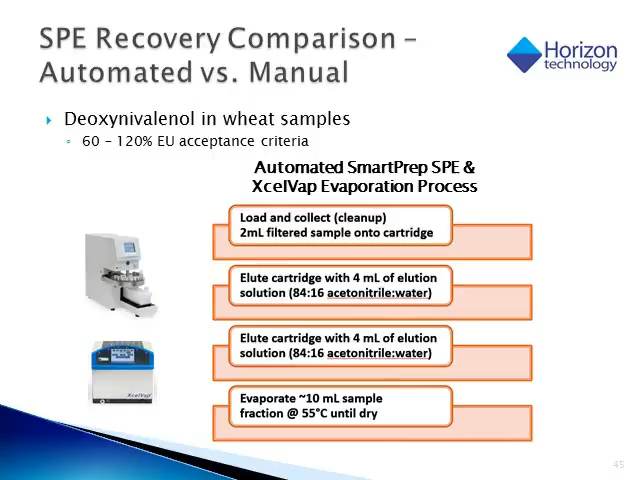 SPE Recovery Comparison –
Automated vs. Manual
Horizon
technology
Deoxynivalenol in wheat samples
60 – 120% EU acceptance criteria
Automated SmartPrep SPE &
XcelVap Evaporation Process
Load and collect (cleanup)
2mL filtered sample onto cartridge
Elute cartridge with 4 mL of elution
solution (84:16 acetonitrile:water)
Elute cartridge with 4 mL of elution
solution (84:16 acetonitrile:water)
XcelVap
Evaporate ~10 mL sample
fraction @ 55°C until dry
45